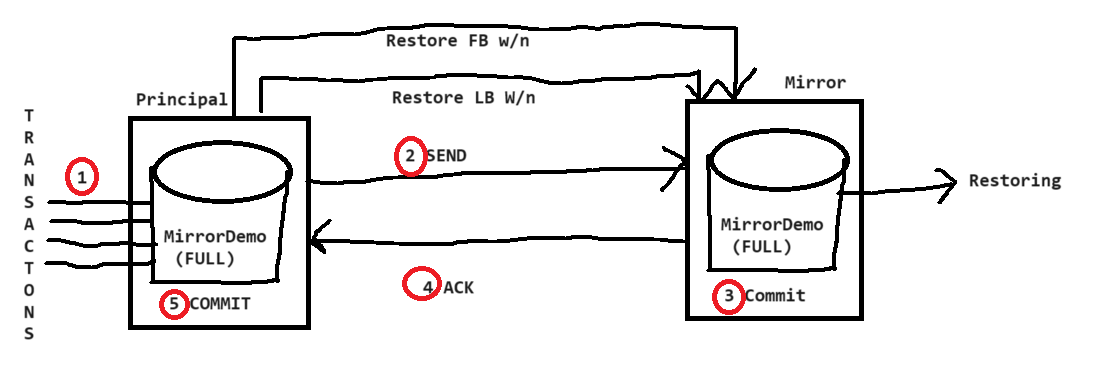 Restore FB w/n
Restore LB W/n
Principal
Mirror
TRANSACTONS
1
2 SEND
Restoring
MirrorDemo
(FULL)
MirrorDemo
(FULL)
4 ACK
5 COMMIT
3 Commit